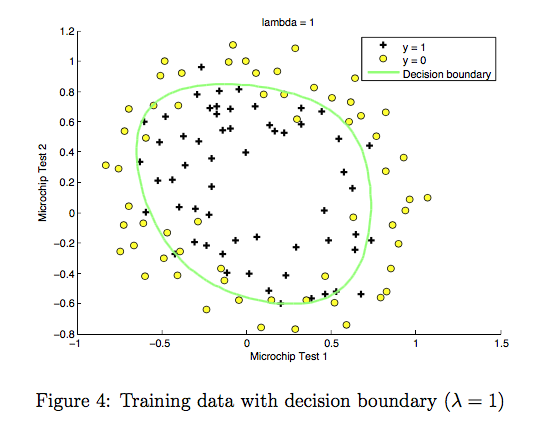 lambda = 1
1.2
1
0.8
0.6
0.4
0.2
0
−0.2
−0.4
−0.6
−0.8
Microchip Test 2
y = 1
y = 0
Decision boundary
−1
−0.5
0
0.5
1
1.5
Microchip Test 1
Figure 4: Training data with decision boundary (λ = 1)